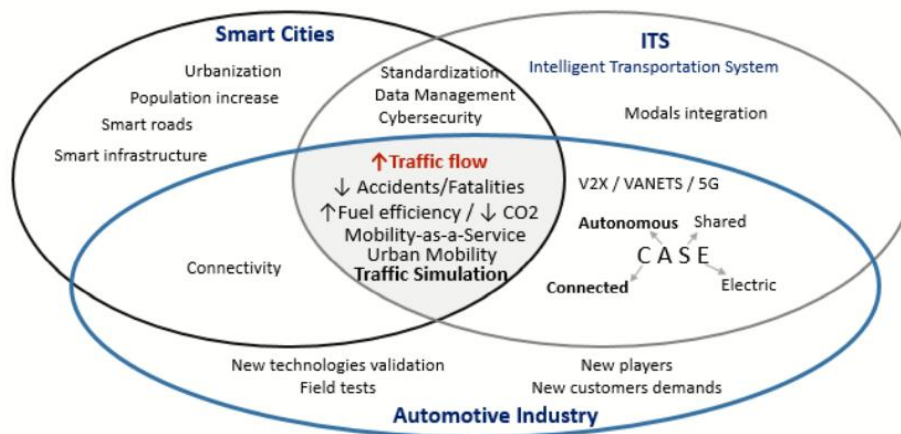 Smart Cities
ITS
Intelligent Transportation System
Urbanization
Population increase
Smart roads
Smart infrastructure
Standardization
Data Management
Cybersecurity
Modals integration
↑Traffic flow
↓ Accidents/Fatalities
↑Fuel efficiency / ↓ CO2
Mobility-as-a-Service
Urban Mobility
Traffic Simulation
Connectivity
V2X / VANETS / 5G
Autonomous
Shared
C A S E
Connected
Electric
New technologies validation
Field tests
New players
New customers demands
Automotive Industry